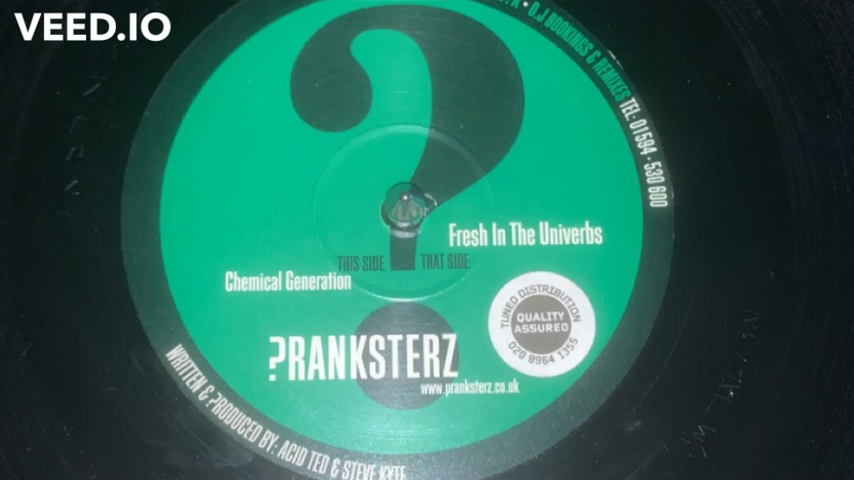 VEED.IO
D.J BOOKINGS & REMIXES TEL: 01594 - 530 600
Fresh In The Univerbs
THIS SIDE THAT SIDE
Chemical Generation
TUNED DISTRIBUTION
QUALITY
ASSURED
020 8964 1355
?RANKSTERZ
www.pranksterz.co.uk
WRITTEN & ?RODUCED BY: ACID TED & STEVE KYTE